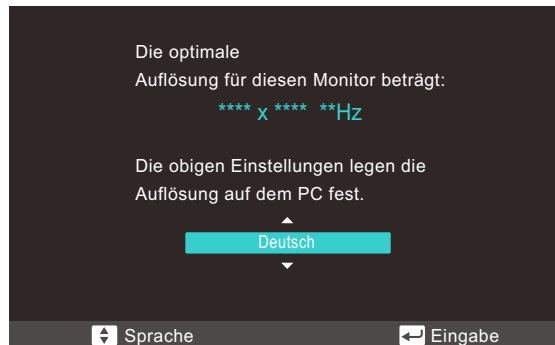 Die optimale
Auflösung für diesen Monitor beträgt:
**** x **** **Hz
Die obigen Einstellungen legen die
Auflösung auf dem PC fest.
Deutsch
Sprache
Eingabe